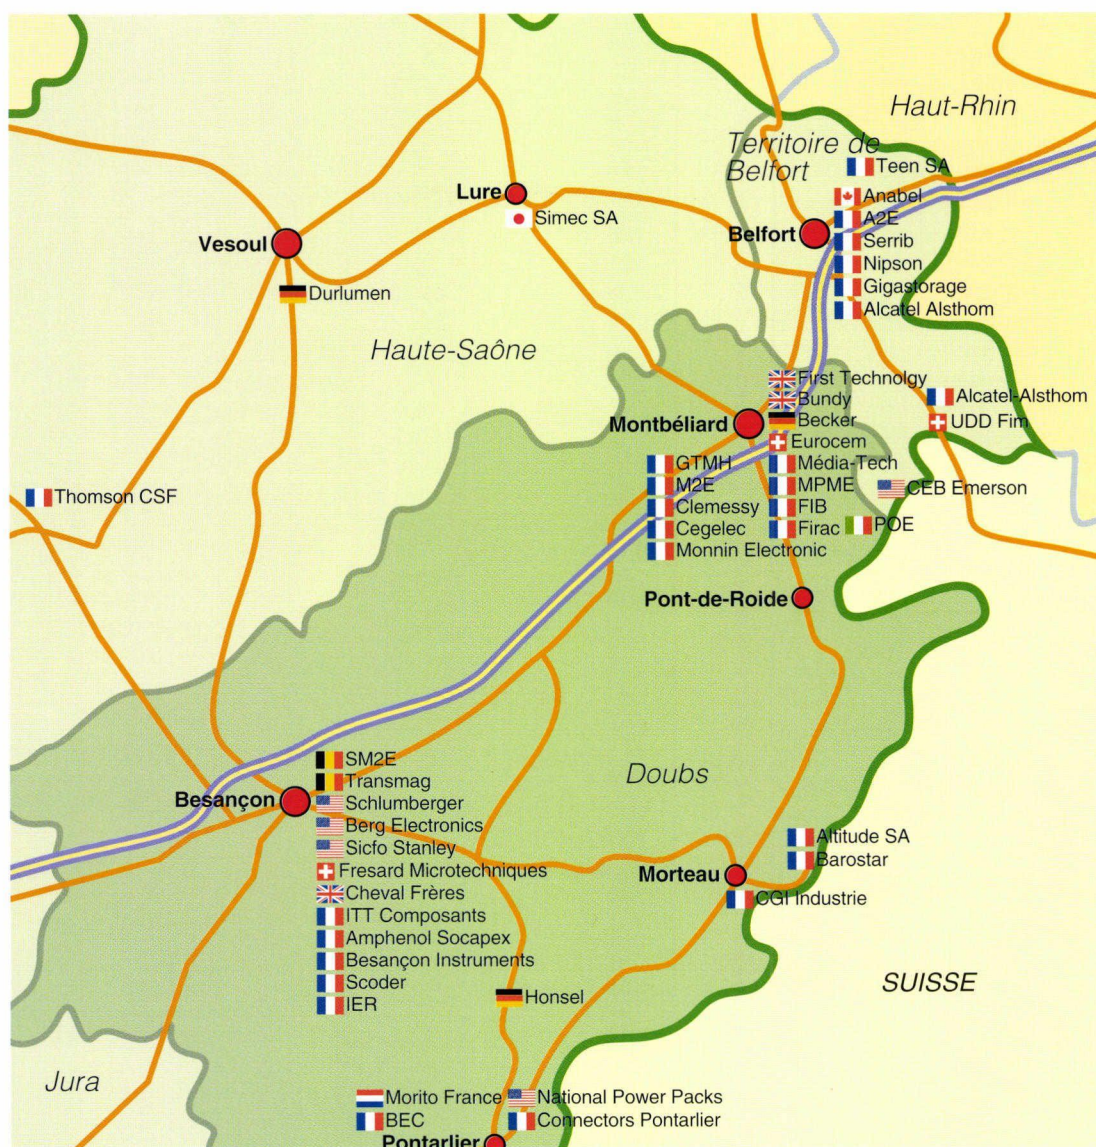 Haut-Rhin
Territoire de
Belfort
Teen SA
Lure
Simec SA
Anabel
A2E
Vesoul
Belfort
Serrib
Nipson
Durlumen
Gigastorage
Alcatel Alsthom
Haute-Saône
First Technolgy
Bundy
Alcatel-Alsthom
Montbéliard
Becker
UDD Fim
Eurocem
GTMH
Média-Tech
M2E
MPME
CEB Emerson
Thomson CSF
Clemessy
FIB
Cegelec
Firac
POE
Monnin Electronic
Pont-de-Roide
SM2E
Transmag
Doubs
Besançon
Schlumberger
Berg Electronics
Sicfo Stanley
Altitude SA
Barostar
Fresard Microtechniques
Morteau
Cheval Frères
CGI Industrie
ITT Composants
Amphenol Socapex
Besançon Instruments
Scoder
SUISSE
IER
Honsel
Jura
Morito France
National Power Packs
BEC
Connectors Pontarlier
Pontarlier